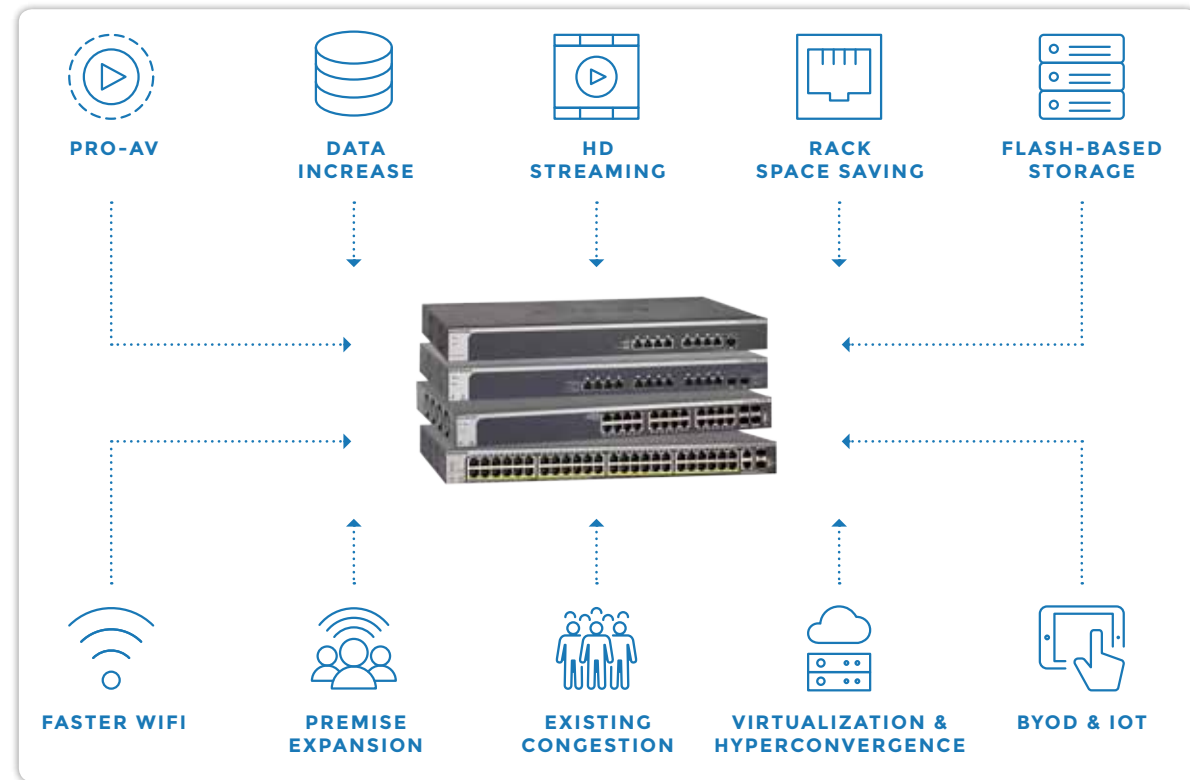 PRO-AV
DATA
INCREASE
HD
STREAMING
RACK
SPACE SAVING
FLASH-BASED
STORAGE
FASTER WIFI
PREMISE
EXPANSION
EXISTING
CONGESTION
VIRTUALIZATION &
HYPERCONVERGENCE
BYOD & IOT